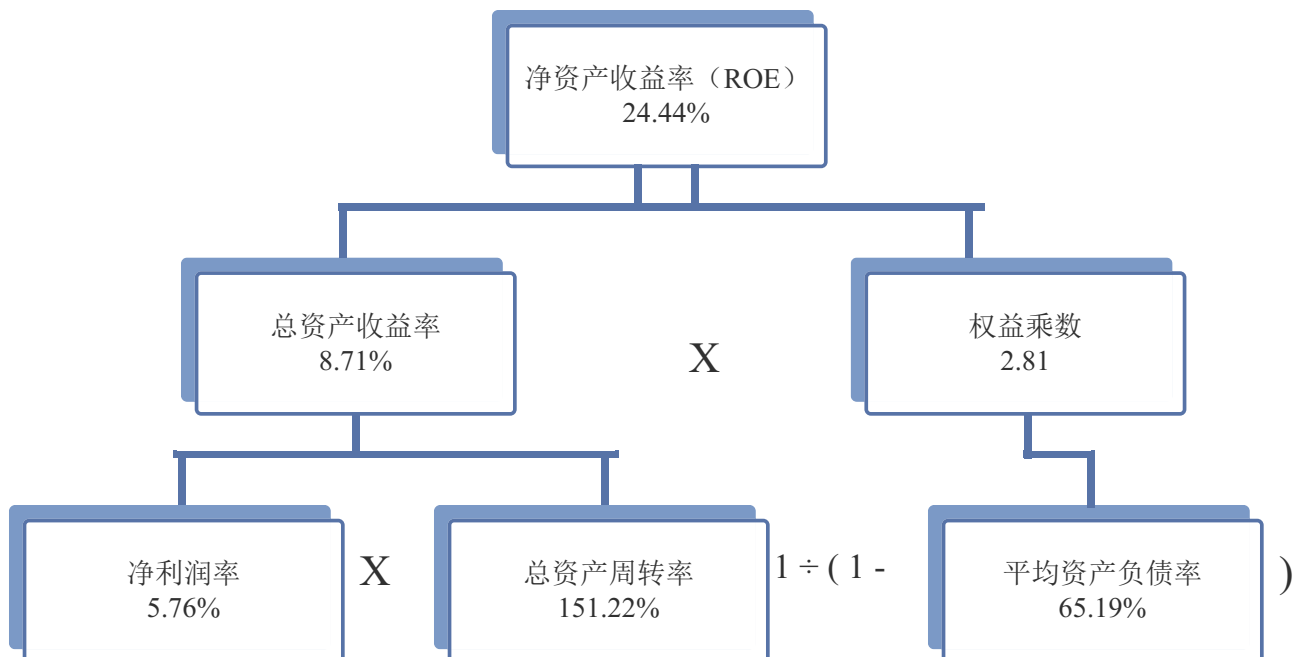 净资产收益率（ROE）
24.44%
总资产收益率
8.71%
X
权益乘数
2.81
净利润率
5.76%
X
总资产周转率
151.22%
1 ÷ ( 1 -
平均资产负债率
65.19%
)